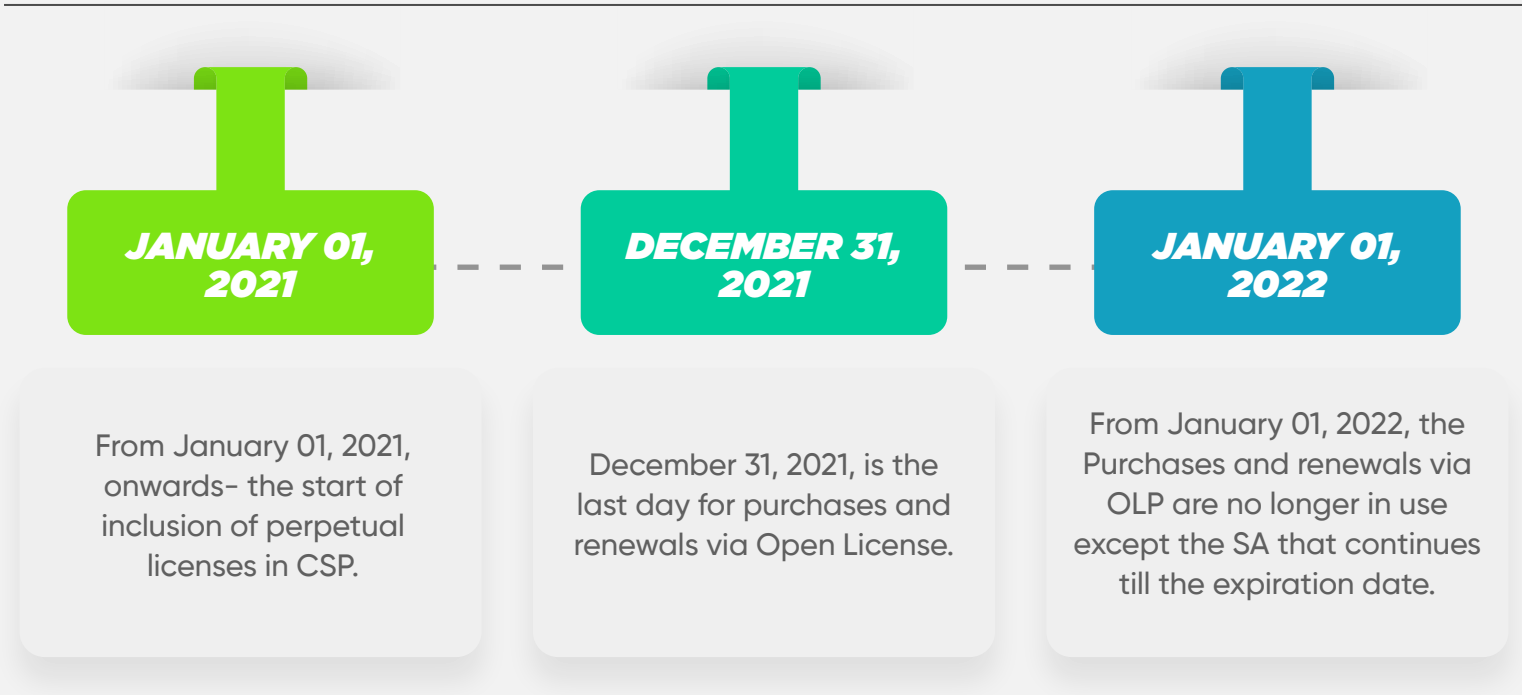 JANUARY 01,
2021
DECEMBER 31,
2021
JANUARY 01,
2022
From January 01, 2021,
onwards- the start of
inclusion of perpetual
licenses in CSP.
December 31, 2021, is the
last day for purchases and
renewals via Open License.
From January 01, 2022, the
Purchases and renewals via
OLP are no longer in use
except the SA that continues
till the expiration date.